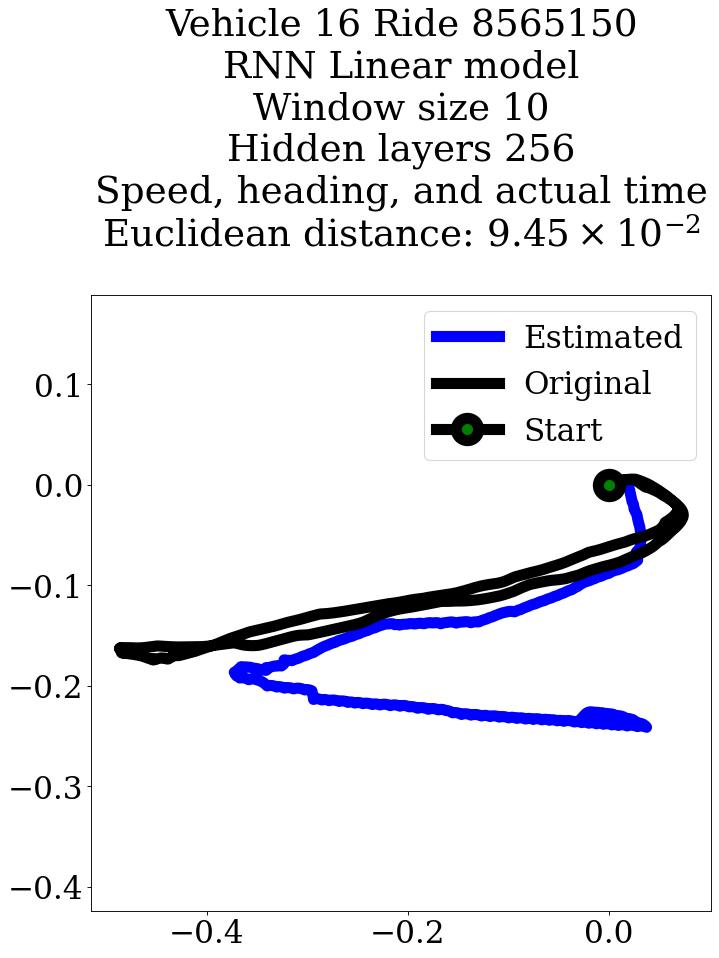 Vehicle 16 Ride 8565150
RNN Linear model
Window size 10
Hidden layers 256
Speed, heading, and actual time
Euclidean distance: 9.45 × 10⁻²
Estimated
Original
Start
0.1
0.0
−0.1
−0.2
−0.3
−0.4
−0.4 −0.2 0.0